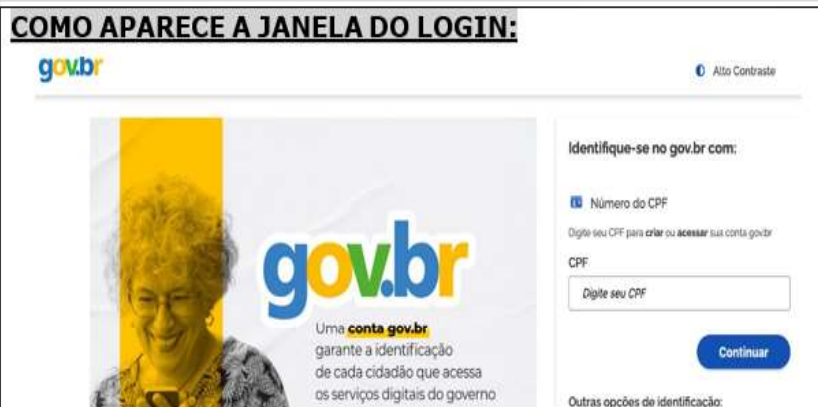 COMO APARECE A JANELA DO LOGIN:
gov.br
Alto Contraste
gov.br
Uma conta gov.br
garante a identificação
de cada cidadão que acessa
os serviços digitais do governo
Identifique-se no gov.br com:
Número do CPF
Digite seu CPF para criar ou acessar sua conta gov.br
CPF
Digite seu CPF
Continuar
Outras opções de identificação: